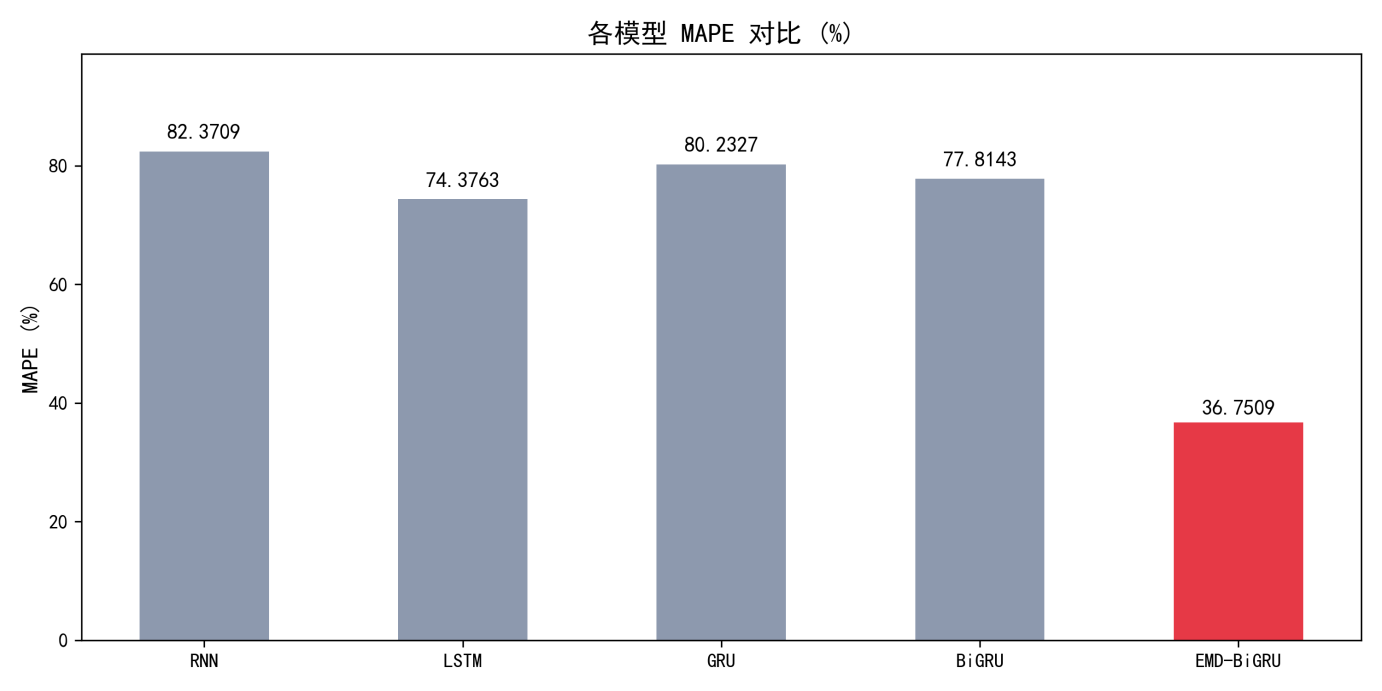 各模型 MAPE 对比 (%)
MAPE (%)
80
60
40
20
0
82.3709
74.3763
80.2327
77.8143
36.7509
RNN
LSTM
GRU
BiGRU
EMD-BiGRU